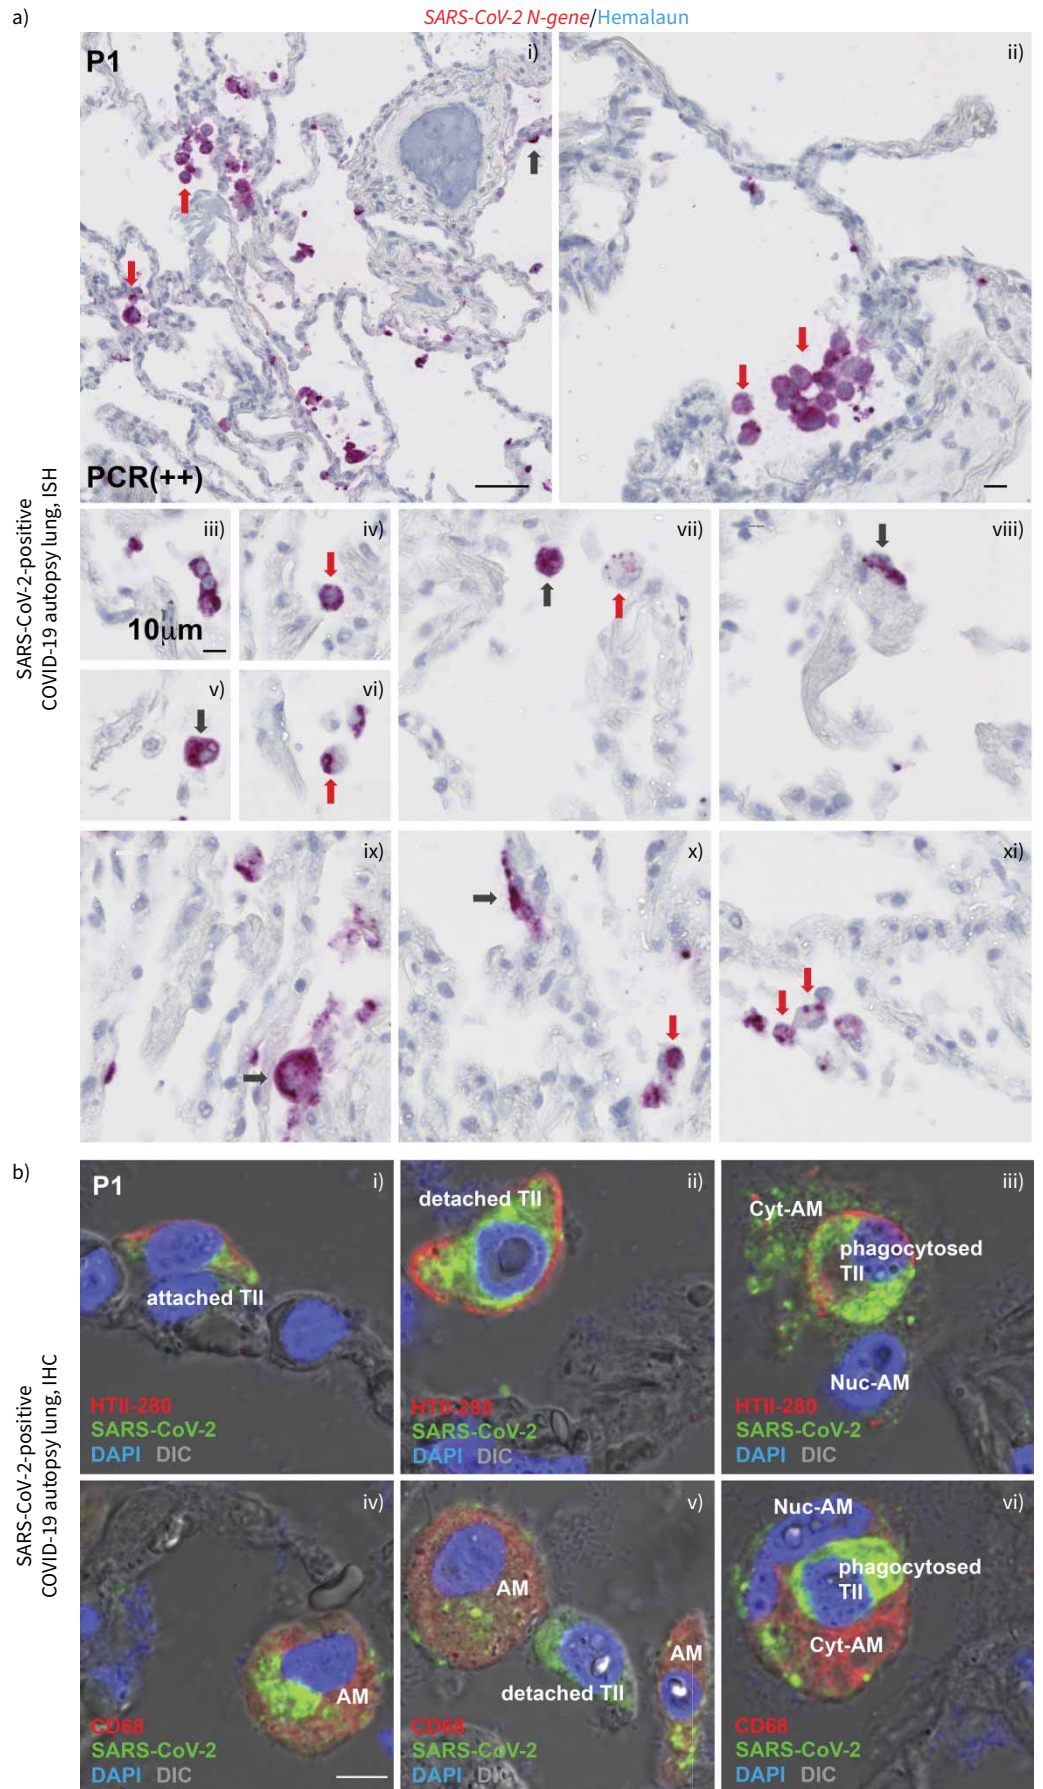 a)
SARS-CoV-2 N-gene/Hemalaun
P1
i)
ii)
PCR(++)
SARS-CoV-2-positive
COVID-19 autopsy lung, ISH
iii)
10μm
iv)
v)
vi)
vii)
viii)
ix)
x)
xi)
b)
SARS-CoV-2-positive
COVID-19 autopsy lung, IHC
P1
i)
attached TII
HTII-280
SARS-CoV-2
DAPI DIC
ii)
detached TII
HTII-280
SARS-CoV-2
DAPI DIC
iii)
Cyt-AM
phagocytosed
TII
Nuc-AM
HTII-280
SARS-CoV-2
DAPI DIC
iv)
AM
CD68
SARS-CoV-2
DAPI DIC
v)
AM
AM
detached TII
CD68
SARS-CoV-2
DAPI DIC
vi)
Nuc-AM
phagocytosed
TII
Cyt-AM
CD68
SARS-CoV-2
DAPI DIC